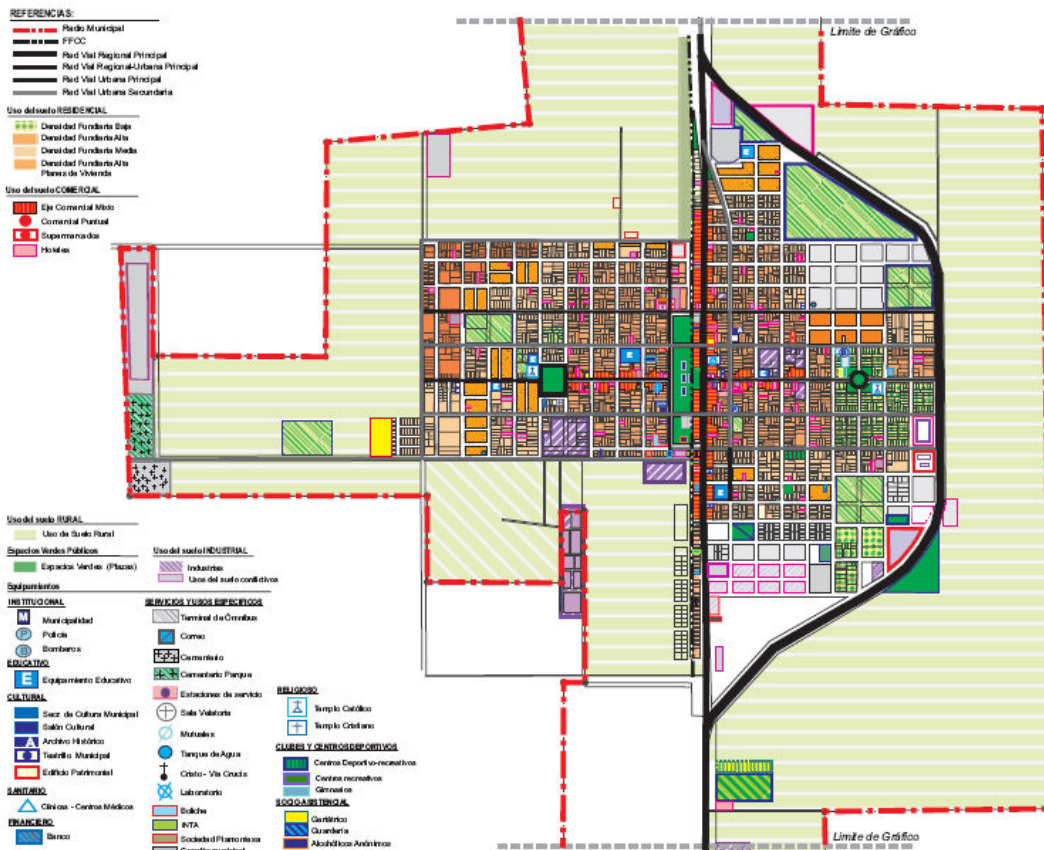 REFERENCIAS:
Radio Municipal
FFCC
Red Vial Regional Principal
Red Vial Regional-Urbana Principal
Red Vial Urbana Principal
Red Vial Urbana Secundaria
Uso del suelo RESIDENCIAL
Densidad Fundiaria Baja
Densidad Fundiaria Alta
Densidad Fundiaria Media
Densidad Fundiaria Alta
Planes de Vivienda
Uso del suelo COMERCIAL
Eje Comercial Mixto
Comercial Puntual
Supermercados
Hoteles
Límite de Gráfico
Uso del suelo RURAL
Uso de Suelo Rural
Espacios Verdes Públicos
Espacios Verdes (Plazas)
Uso del suelo INDUSTRIAL
Industrias
Usos del suelo conflictivos
Equipamientos
INSTITUCIONAL
M Municipalidad
P Policía
B Bomberos
EDUCATIVO
E Equipamiento Educativo
CULTURAL
Secr. de Cultura Municipal
Salón Cultural
A Archivo Histórico
Teatrillo Municipal
Edificio Patrimonial
SANITARIO
Clínicas - Centros Médicos
FINANCIERO
Banco
SERVICIOS Y USOS ESPECIFICOS
Terminal de Ómnibus
Correo
Cementerio
Cementerio Parque
Estaciones de servicio
Sala Velatoria
Mutuales
Tanque de Agua
Cristo - Vía Crucis
Laboratorio
Boliche
INTA
Sociedad Piamontesa
RELIGIOSO
Templo Católico
Templo Cristiano
CLUBES Y CENTROS DEPORTIVOS
Centros Deportivo-recreativos
Centros recreativos
Gimnasios
SOCIO-ASISTENCIAL
Geriátrico
Guardería
Alcohólicos Anónimos
Límite de Gráfico